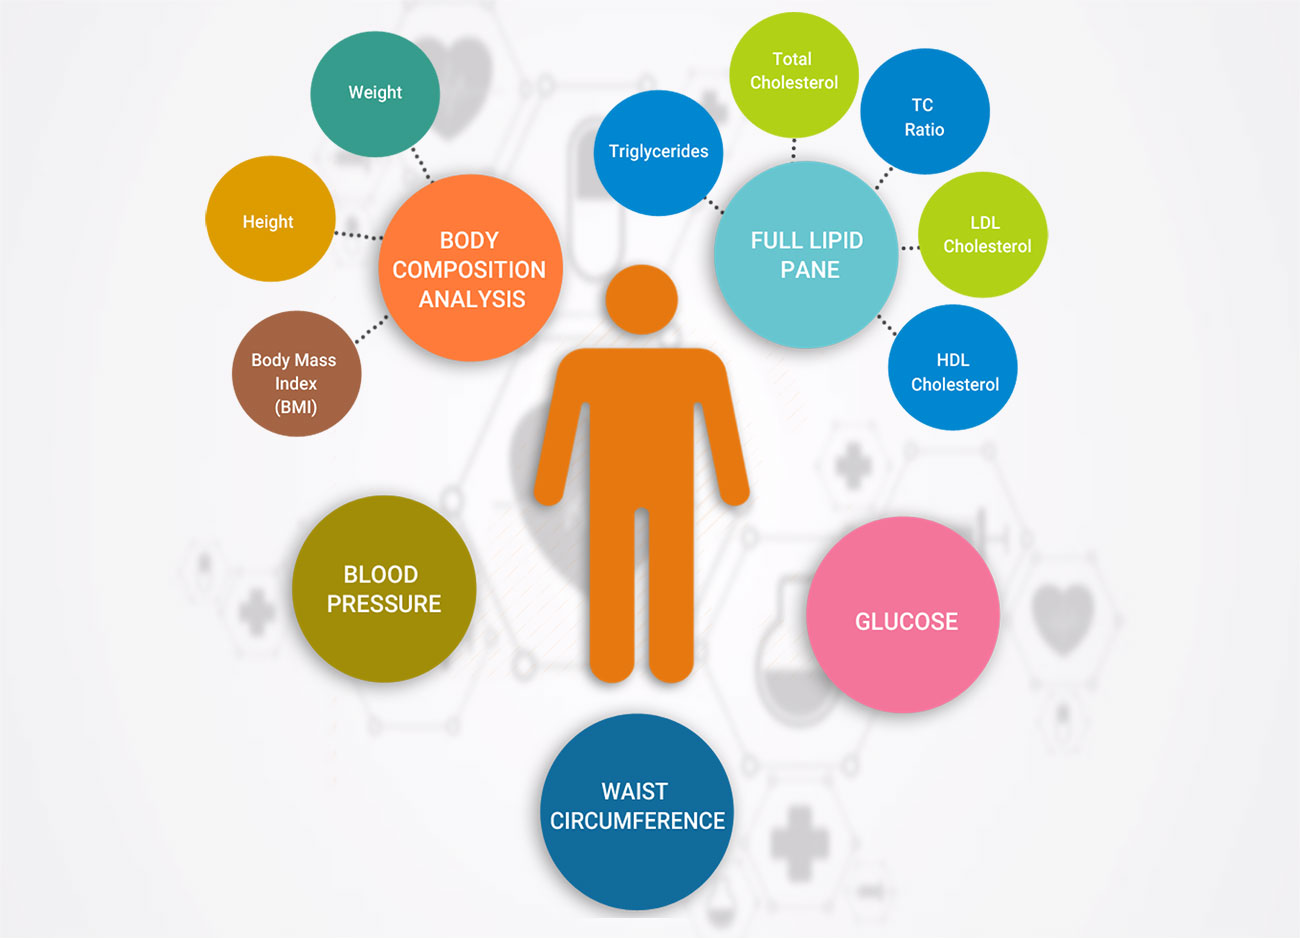 Weight
Height
Body Mass
Index
(BMI)
BODY
COMPOSITION
ANALYSIS
Triglycerides
Total
Cholesterol
TC
Ratio
LDL
Cholesterol
HDL
Cholesterol
FULL LIPID
PANE
BLOOD
PRESSURE
GLUCOSE
WAIST
CIRCUMFERENCE